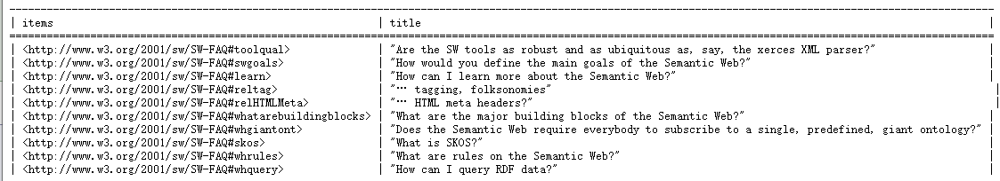 | items | title |
| <http://www.w3.org/2001/sw/SW-FAQ#toolqual> | "Are the SW tools as robust and as ubiquitous as, say, the xerces XML parser?" |
| <http://www.w3.org/2001/sw/SW-FAQ#swgoals> | "How would you define the main goals of the Semantic Web?" |
| <http://www.w3.org/2001/sw/SW-FAQ#learn> | "How can I learn more about the Semantic Web?" |
| <http://www.w3.org/2001/sw/SW-FAQ#reltag> | "… tagging, folksonomies" |
| <http://www.w3.org/2001/sw/SW-FAQ#relHTMLMeta> | "… HTML meta headers?" |
| <http://www.w3.org/2001/sw/SW-FAQ#whatarebuildingblocks> | "What are the major building blocks of the Semantic Web?" |
| <http://www.w3.org/2001/sw/SW-FAQ#whgiantont> | "Does the Semantic Web require everybody to subscribe to a single, predefined, giant ontology?" |
| <http://www.w3.org/2001/sw/SW-FAQ#skos> | "What is SKOS?" |
| <http://www.w3.org/2001/sw/SW-FAQ#whrules> | "What are rules on the Semantic Web?" |
| <http://www.w3.org/2001/sw/SW-FAQ#whquery> | "How can I query RDF data?" |